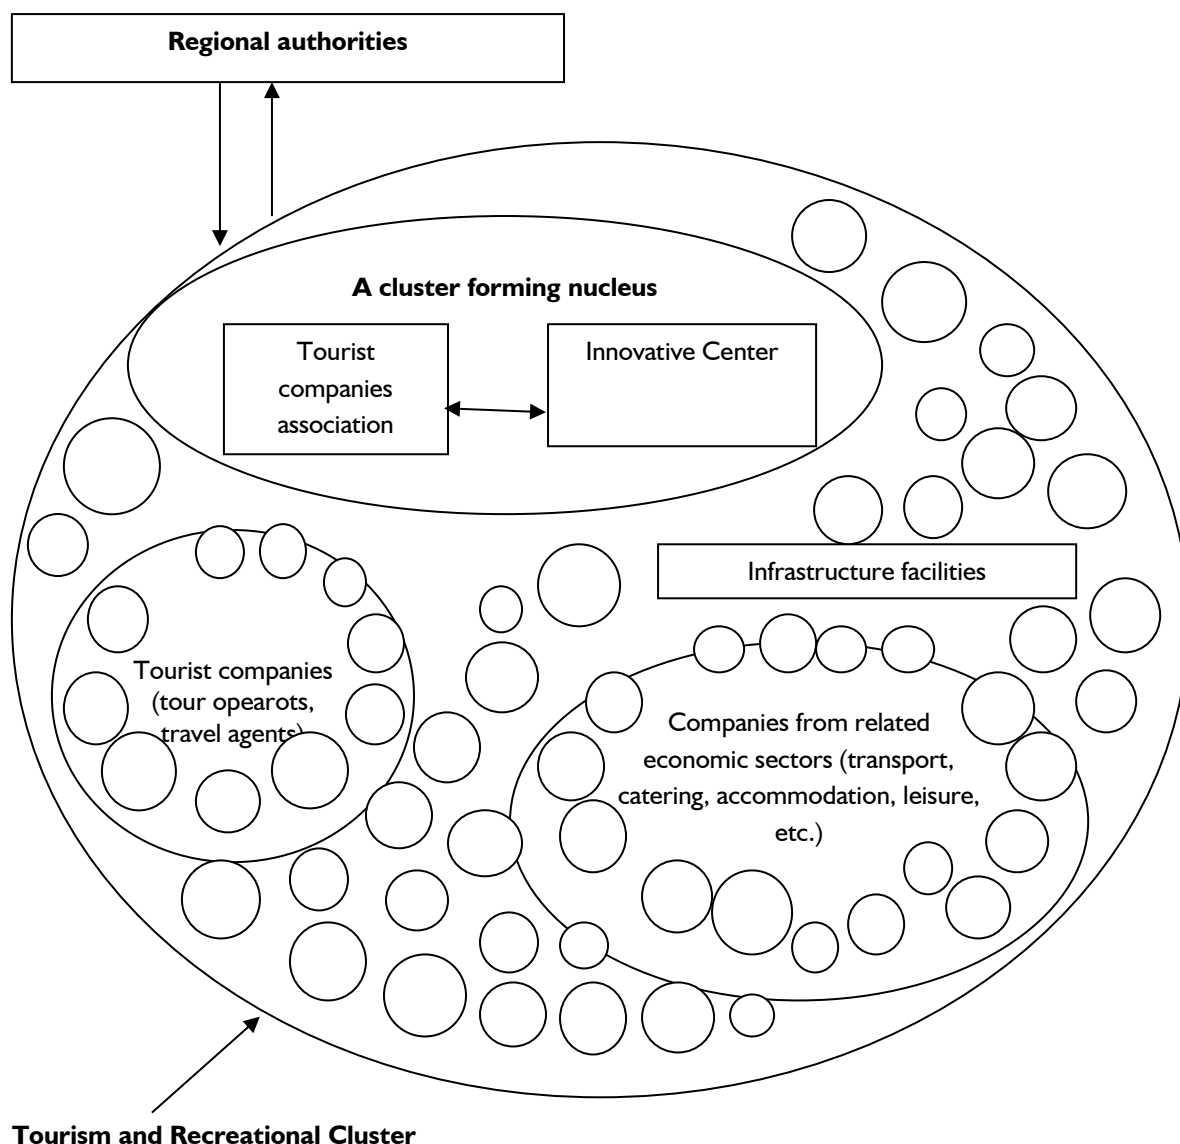 Regional authorities
A cluster forming nucleus
Tourist
companies
association
Innovative Center
Infrastructure facilities
Tourist companies
(tour opearots,
travel agents)
Companies from related
economic sectors (transport,
catering, accommodation, leisure,
etc.)
Tourism and Recreational Cluster